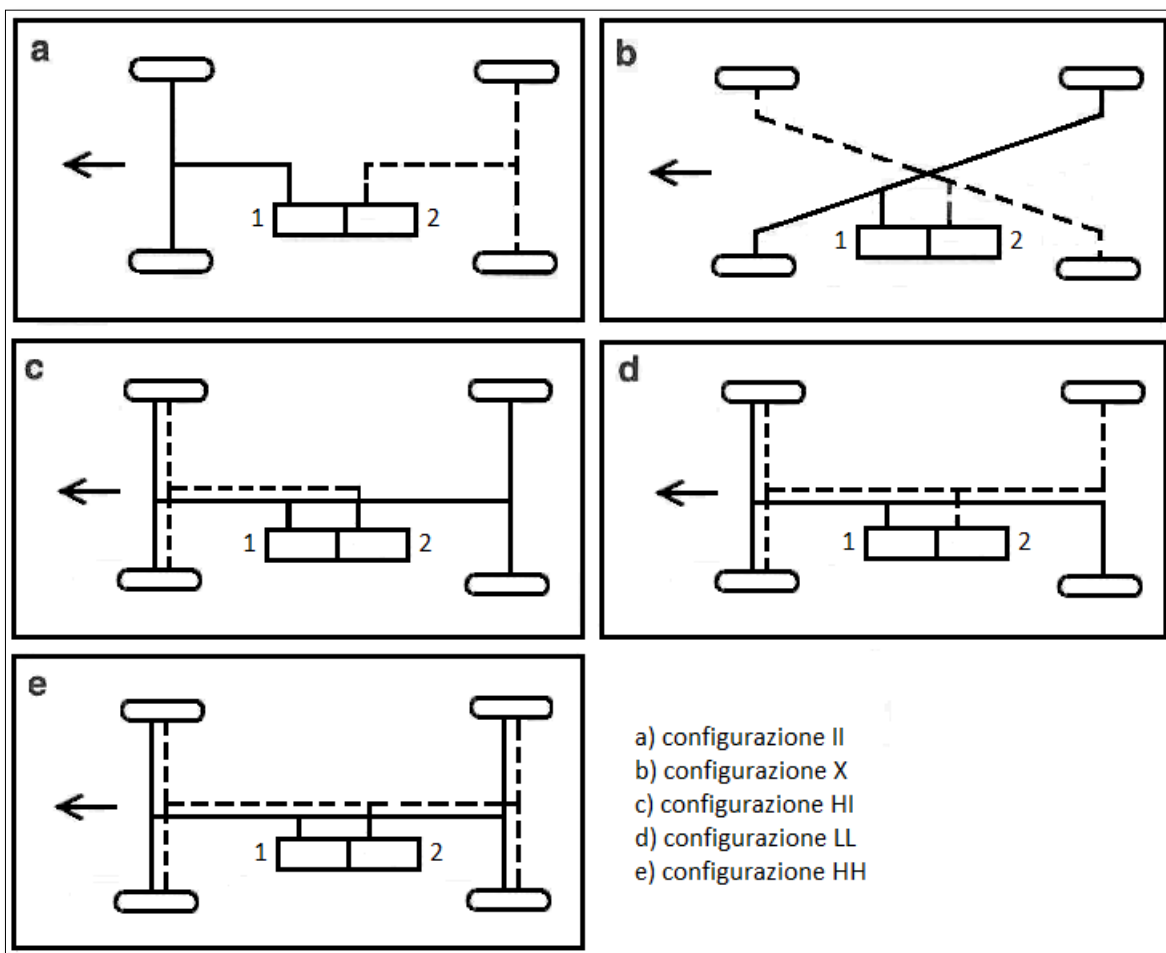 a
1 2
b
1 2
c
1 2
d
1 2
e
1 2
a) configurazione II
b) configurazione X
c) configurazione HI
d) configurazione LL
e) configurazione HH